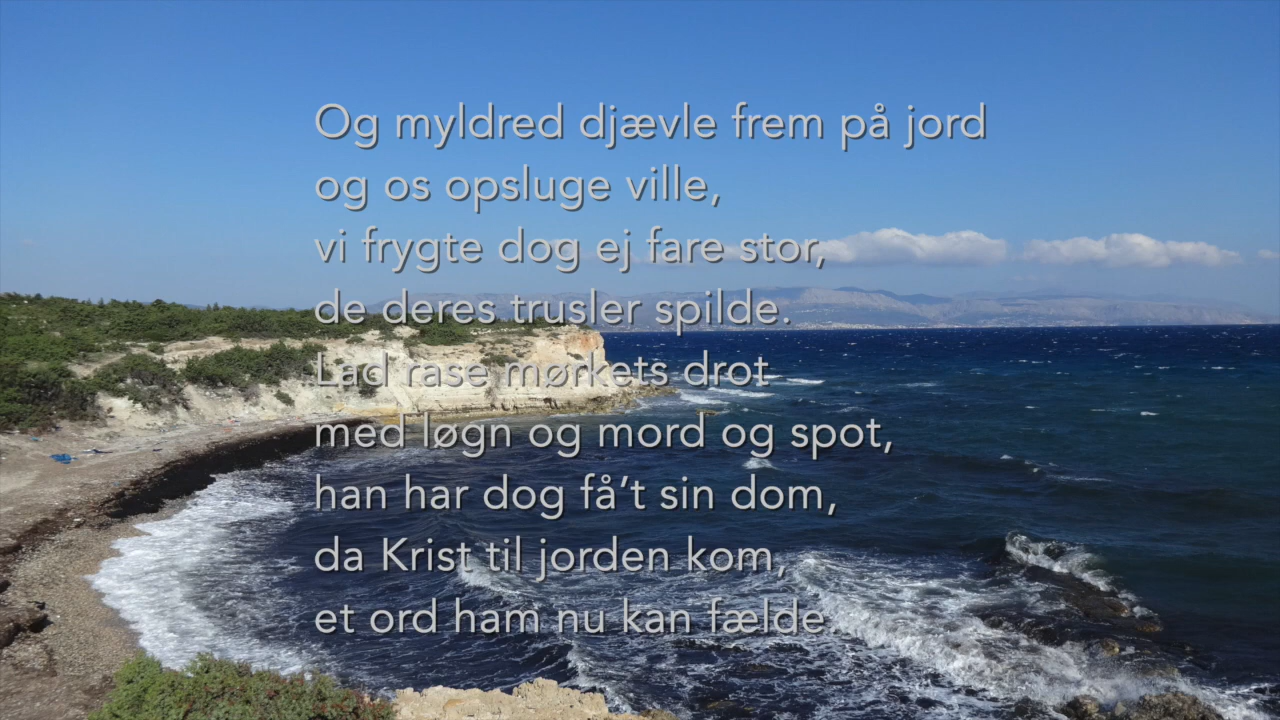 Og myldred djævle frem på jord
og os opsluge ville,
vi frygte dog ej fare stor,
de deres trusler spilde.
Lad rase mørkets drot
med løgn og mord og spot,
han har dog få’t sin dom,
da Krist til jorden kom,
et ord ham nu kan fælde